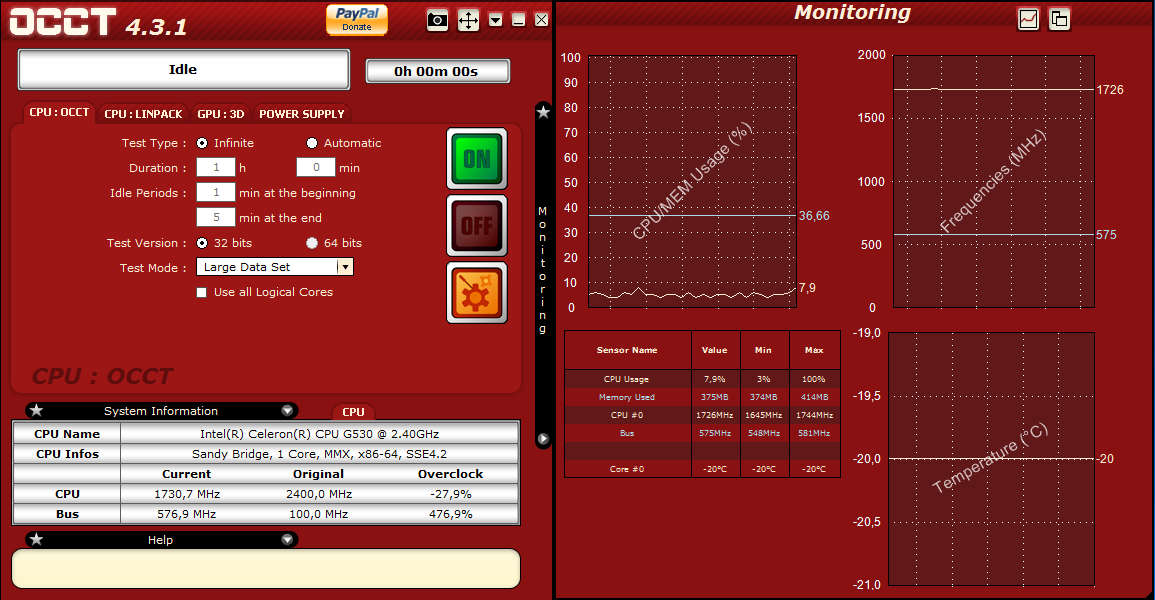 OCCT 4.3.1
PayPal
Donate
Idle
0h 00m 00s
CPU : OCCT CPU : LINPACK GPU : 3D POWER SUPPLY
Test Type : Infinite Automatic
Duration : 1 h 0 min
Idle Periods : 1 min at the beginning
5 min at the end
Test Version : 32 bits 64 bits
Test Mode : Large Data Set
Use all Logical Cores
ON
OFF
CPU : OCCT
System Information
CPU
CPU Name Intel(R) Celeron(R) CPU G530 @ 2.40GHz
CPU Infos Sandy Bridge, 1 Core, MMX, x86-64, SSE4.2
Current Original Overclock
CPU 1730,7 MHz 2400,0 MHz -27,9%
Bus 576,9 MHz 100,0 MHz 476,9%
Help
Monitoring
Monitoring
100
90
80
70
60
50
40
30
20
10
0
CPU/MEM Usage (%)
36,66
7,9
2000
1500
1000
500
0
Frequencies (MHz)
1726
575
Sensor Name Value Min Max
CPU Usage 7,9% 3% 100%
Memory Used 375MB 374MB 414MB
CPU #0 1726MHz 1645MHz 1744MHz
Bus 575MHz 548MHz 581MHz
Core #0 -20°C -20°C -20°C
-19,0
-19,5
-20,0
-20,5
-21,0
Temperature (°C)
-20